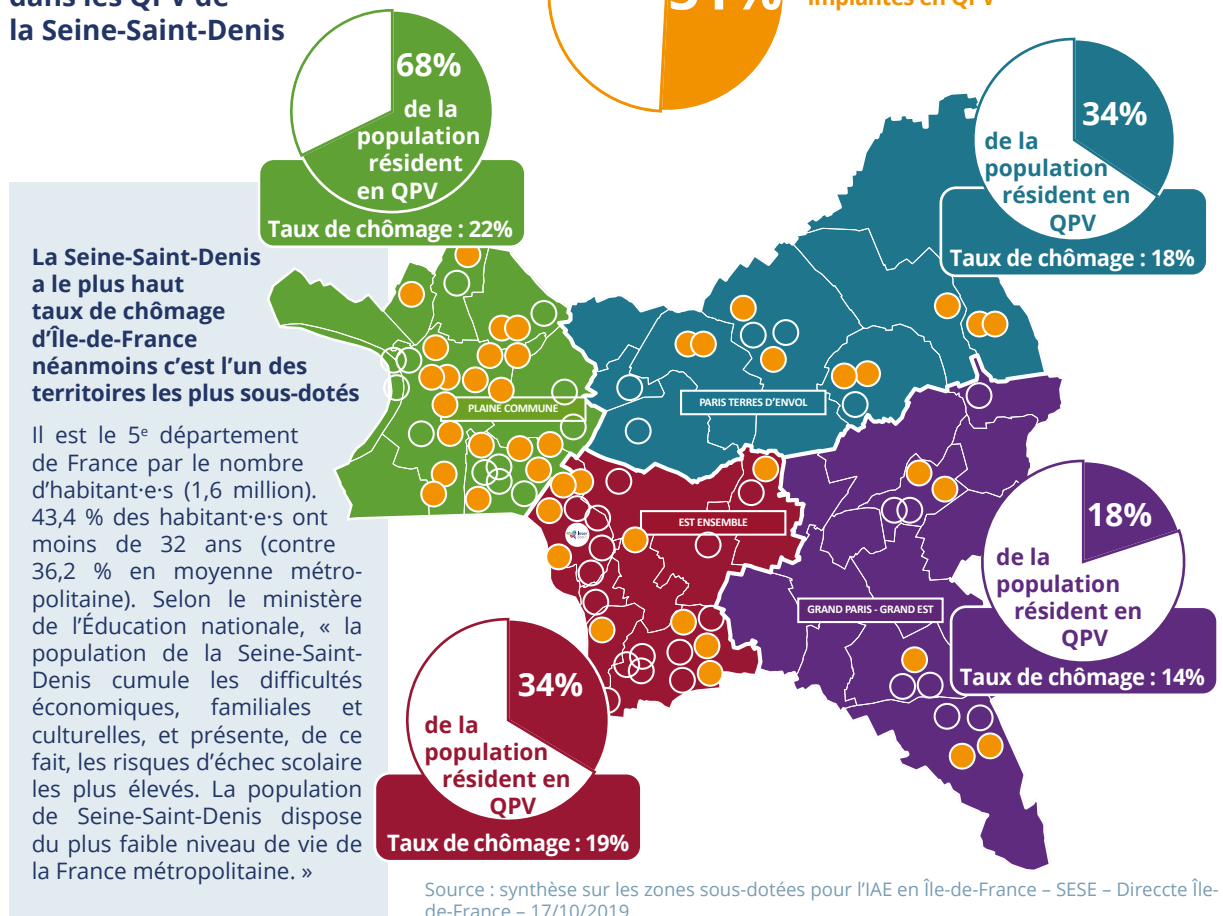 dans les QPV de
la Seine-Saint-Denis
51%
implantés en QPV
68%
de la
population
résident
en QPV
Taux de chômage : 22%
34%
de la
population
résident en
QPV
Taux de chômage : 18%
La Seine-Saint-Denis
a le plus haut
taux de chômage
d’Île-de-France
néanmoins c’est l’un des
territoires les plus sous-dotés
Il est le 5e département
de France par le nombre
d’habitant·e·s (1,6 million).
43,4 % des habitant·e·s ont
moins de 32 ans (contre
36,2 % en moyenne métro-
politaine). Selon le ministère
de l’Éducation nationale, « la
population de la Seine-Saint-
Denis cumule les difficultés
économiques, familiales et
culturelles, et présente, de ce
fait, les risques d’échec scolaire
les plus élevés. La population
de Seine-Saint-Denis dispose
du plus faible niveau de vie de
la France métropolitaine. »
PLAINE COMMUNE
PARIS TERRES D’ENVOL
EST ENSEMBLE
GRAND PARIS - GRAND EST
18%
de la
population
résident en
QPV
Taux de chômage : 14%
34%
de la
population
résident en
QPV
Taux de chômage : 19%
Source : synthèse sur les zones sous-dotées pour l’IAE en Île-de-France – SESE – Direccte Île-
de-France – 17/10/2019